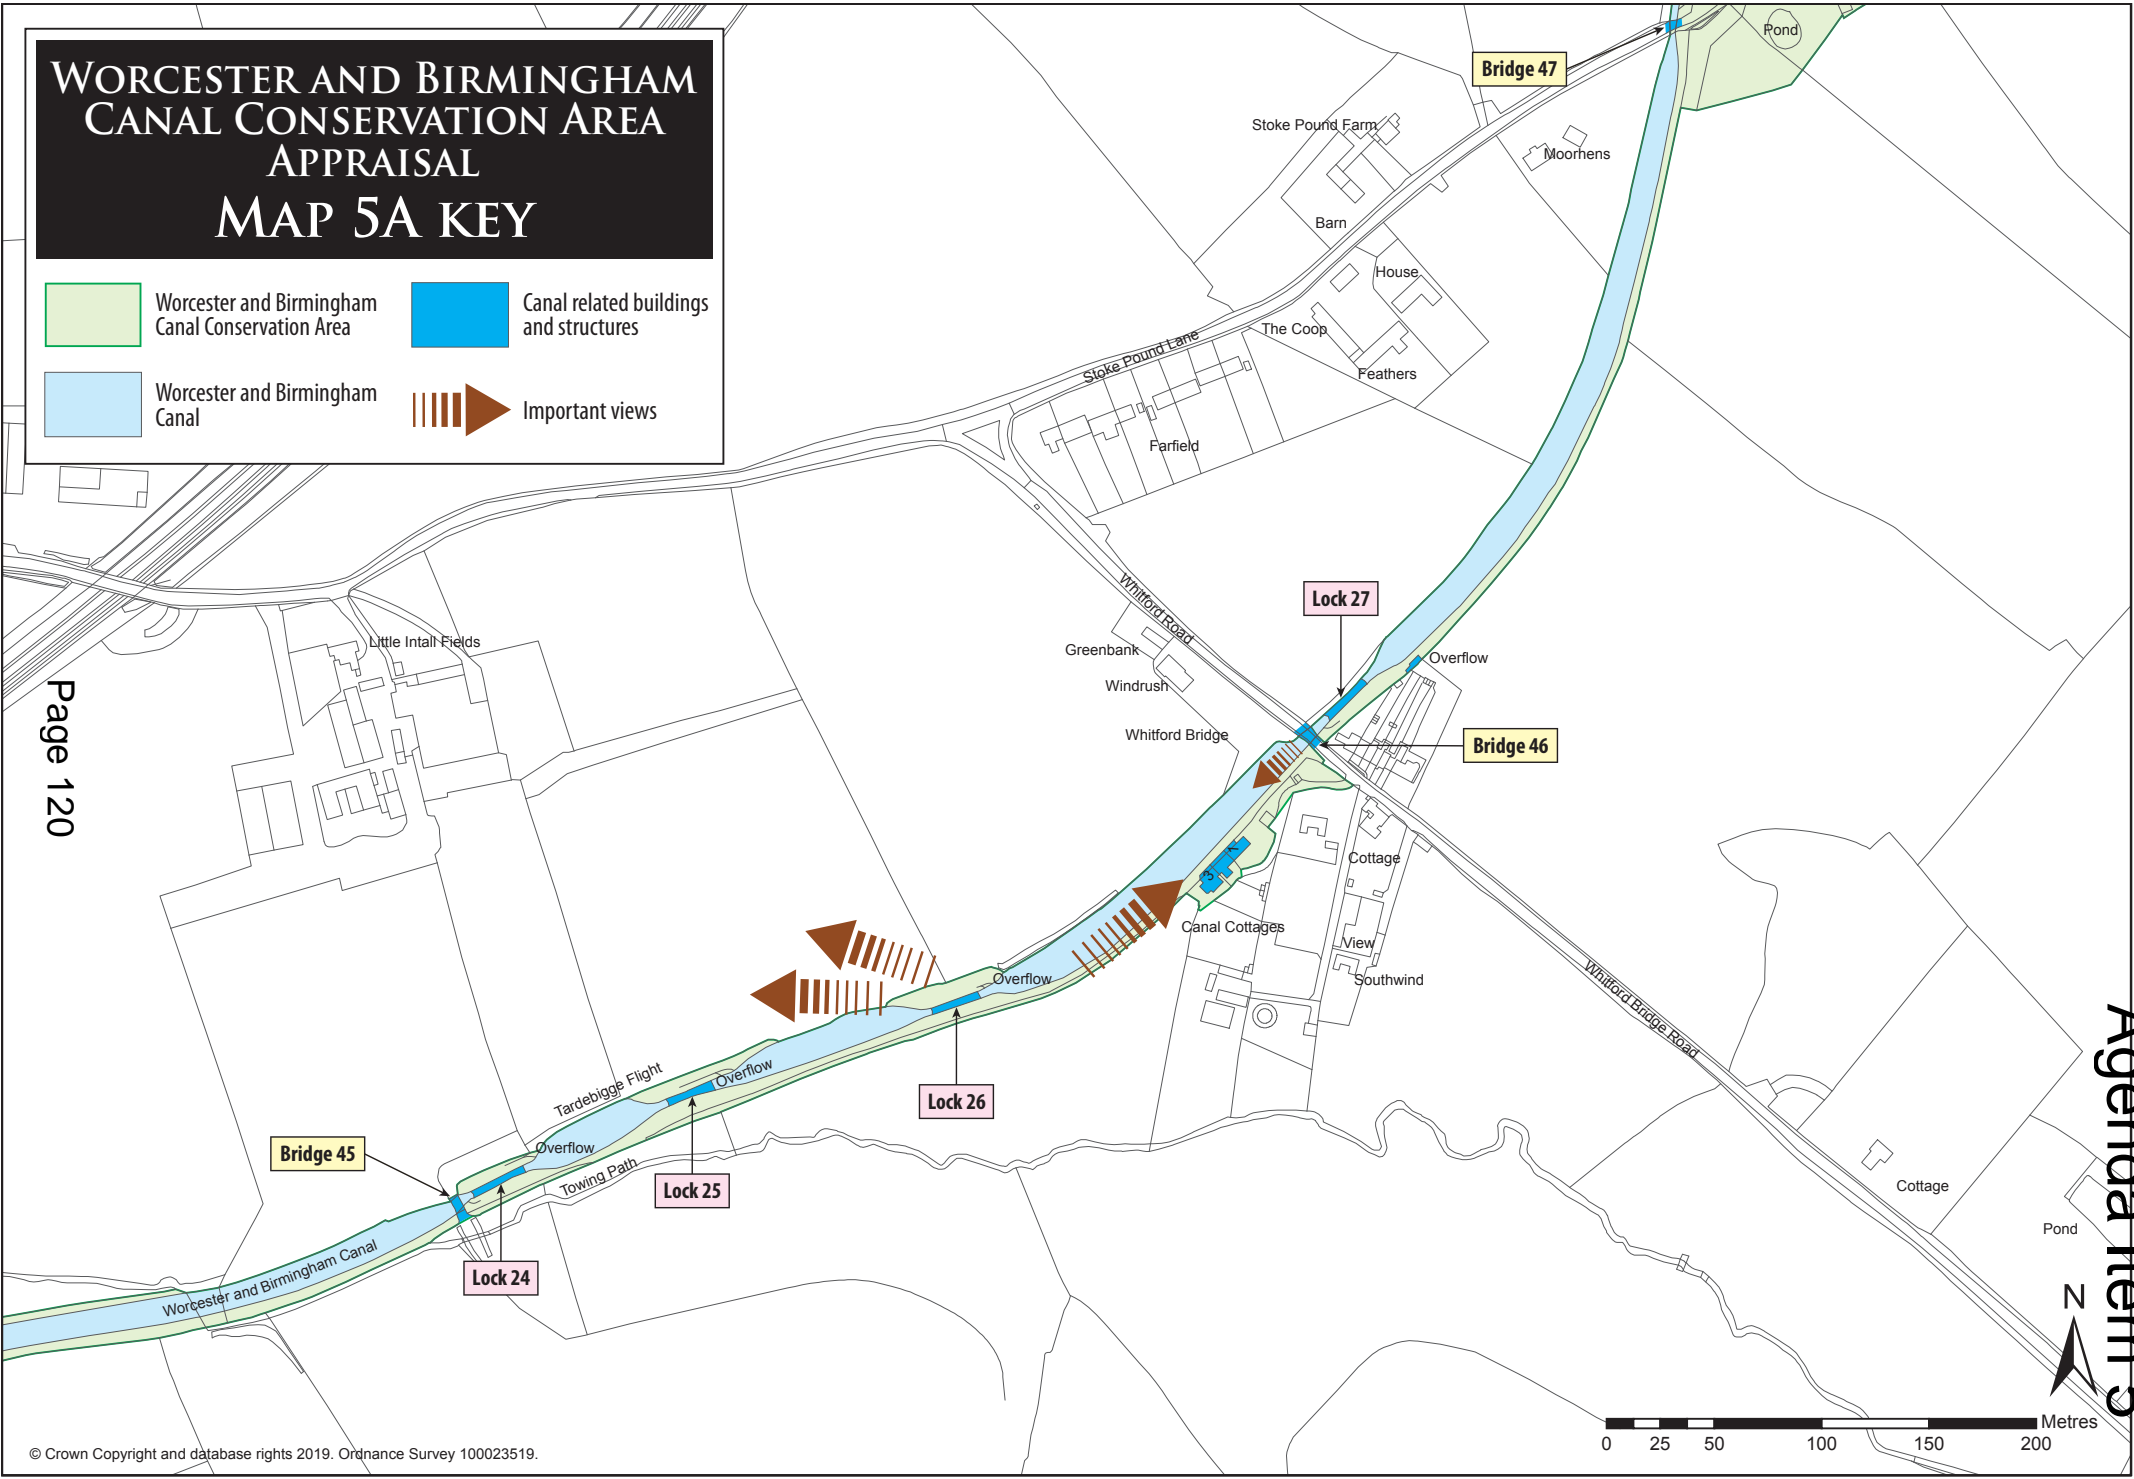 WORCESTER AND BIRMINGHAM
CANAL CONSERVATION AREA
APPRAISAL
MAP 5A KEY
Worcester and Birmingham
Canal Conservation Area
Canal related buildings
and structures
Worcester and Birmingham
Canal
Important views
Bridge 47
Pond
Stoke Pound Farm
Moorhens
Barn
House
The Coop
Stoke Pound Lane
Feathers
Farfield
Whitford Road
Lock 27
Little Intall Fields
Greenbank
Overflow
Windrush
Whitford Bridge
Bridge 46
Page 120
1
3
Cottage
Canal Cottages
View
Southwind
Overflow
Whitford Bridge Road
Overflow
Tardebigge Flight
Lock 26
Overflow
Bridge 45
Towing Path
Lock 25
Cottage
Pond
Worcester and Birmingham Canal
Lock 24
Agenda Item 5
N
Metres
0 25 50 100 150 200
© Crown Copyright and database rights 2019. Ordnance Survey 100023519.